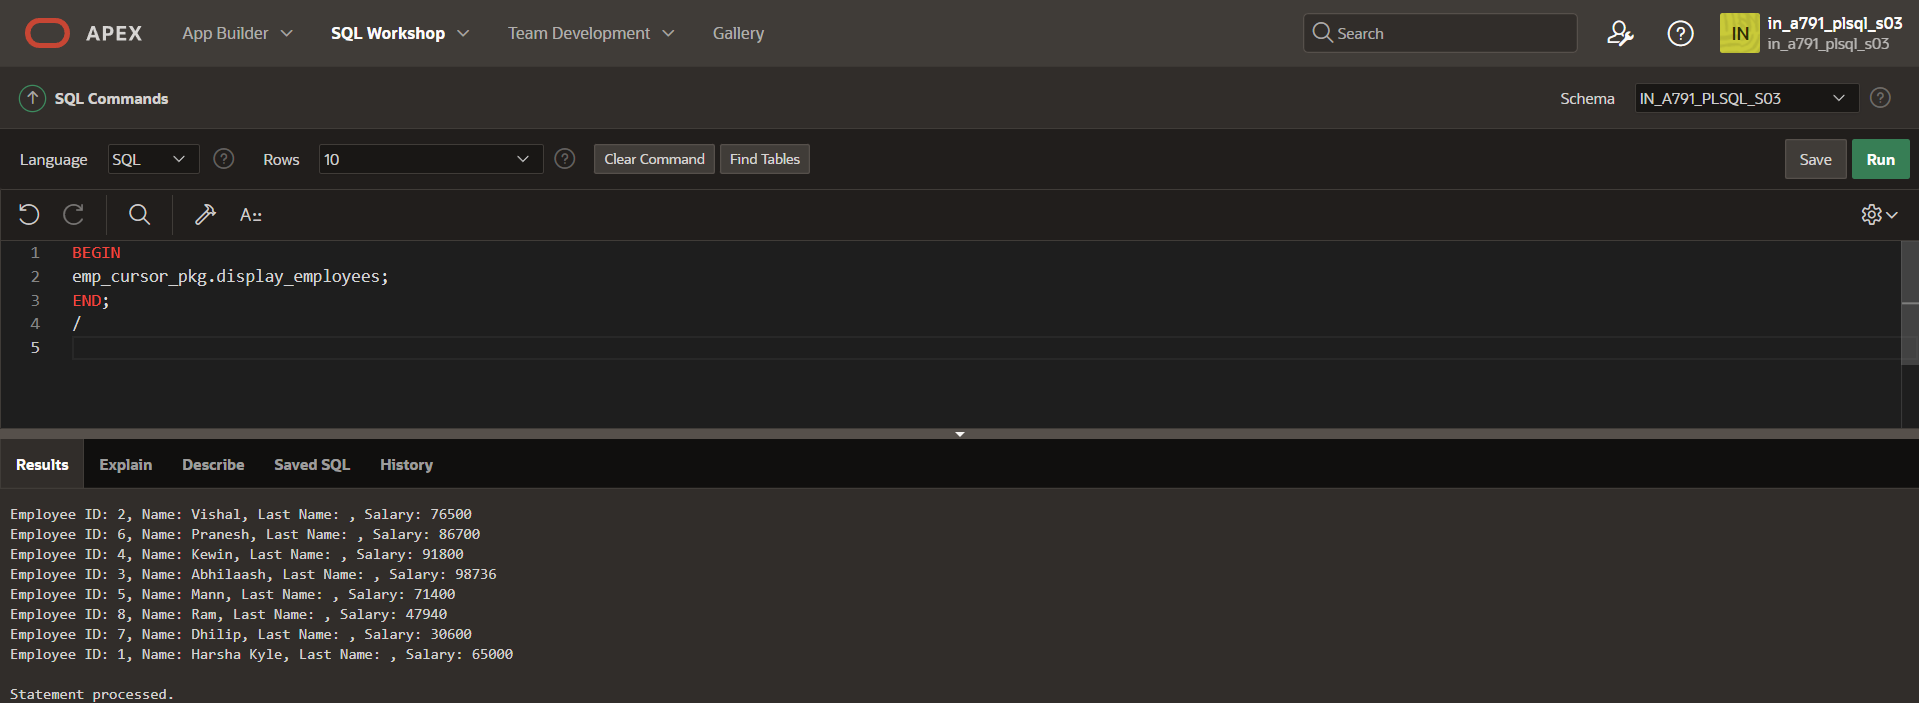 APEX App Builder SQL Workshop Team Development Gallery Search IN in_a791_plsql_s03
in_a791_plsql_s03
SQL Commands Schema IN_A791_PLSQL_S03 ?
Language SQL ? Rows 10 ? Clear Command Find Tables Save Run
A::
1 BEGIN
2 emp_cursor_pkg.display_employees;
3 END;
4 /
5
Results Explain Describe Saved SQL History
Employee ID: 2, Name: Vishal, Last Name: , Salary: 76500
Employee ID: 6, Name: Pranesh, Last Name: , Salary: 86700
Employee ID: 4, Name: Kewin, Last Name: , Salary: 91800
Employee ID: 3, Name: Abhilaash, Last Name: , Salary: 98736
Employee ID: 5, Name: Mann, Last Name: , Salary: 71400
Employee ID: 8, Name: Ram, Last Name: , Salary: 47940
Employee ID: 7, Name: Dhilip, Last Name: , Salary: 30600
Employee ID: 1, Name: Harsha Kyle, Last Name: , Salary: 65000
Statement processed.